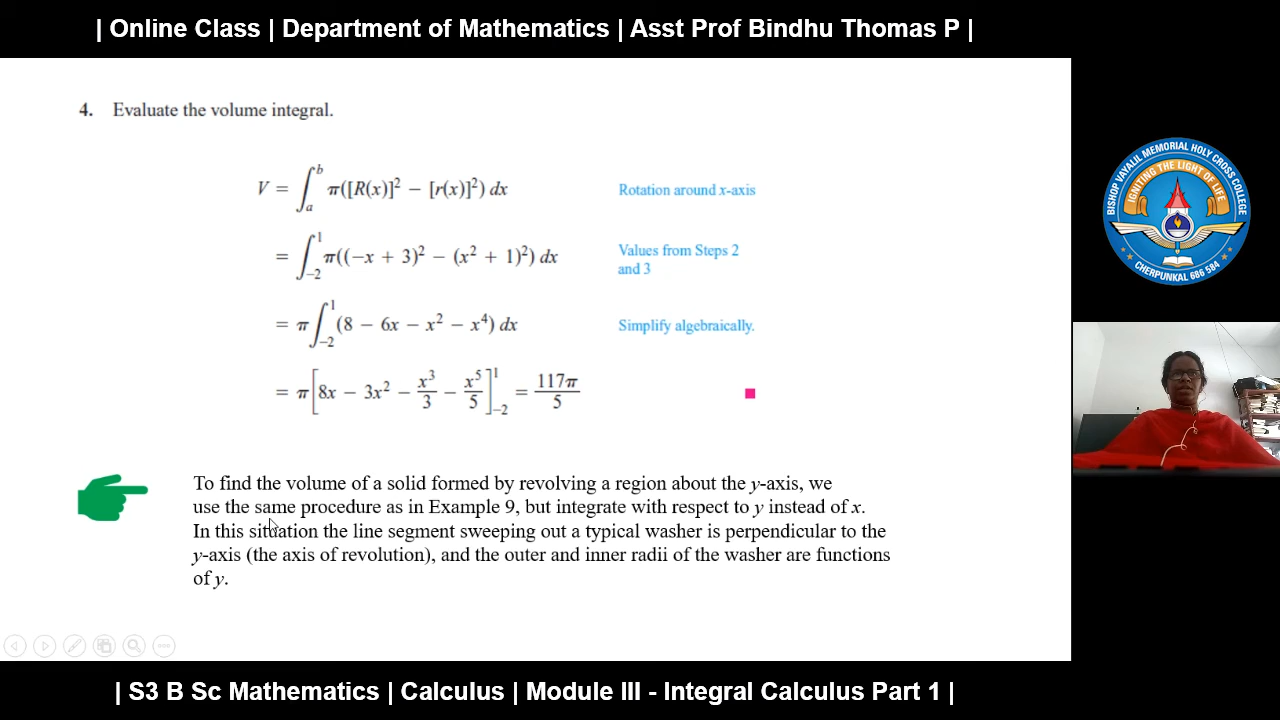 | Online Class | Department of Mathematics | Asst Prof Bindhu Thomas P |
4. Evaluate the volume integral.
V = ∫_a^b π([R(x)]² − [r(x)]²) dx Rotation around x-axis
= ∫_{−2}^1 π((−x + 3)² − (x² + 1)²) dx Values from Steps 2
and 3
= π ∫_{−2}^1 (8 − 6x − x² − x⁴) dx Simplify algebraically.
= π[8x − 3x² − x³/3 − x⁵/5]_{−2}^1 = 117π/5
To find the volume of a solid formed by revolving a region about the y-axis, we
use the same procedure as in Example 9, but integrate with respect to y instead of x.
In this situation the line segment sweeping out a typical washer is perpendicular to the
y-axis (the axis of revolution), and the outer and inner radii of the washer are functions
of y.
BISHOP VAYALIL MEMORIAL HOLY CROSS COLLEGE
IGNITING THE LIGHT OF LIFE
CHERPUNKAL 686 584
| S3 B Sc Mathematics | Calculus | Module III - Integral Calculus Part 1 |